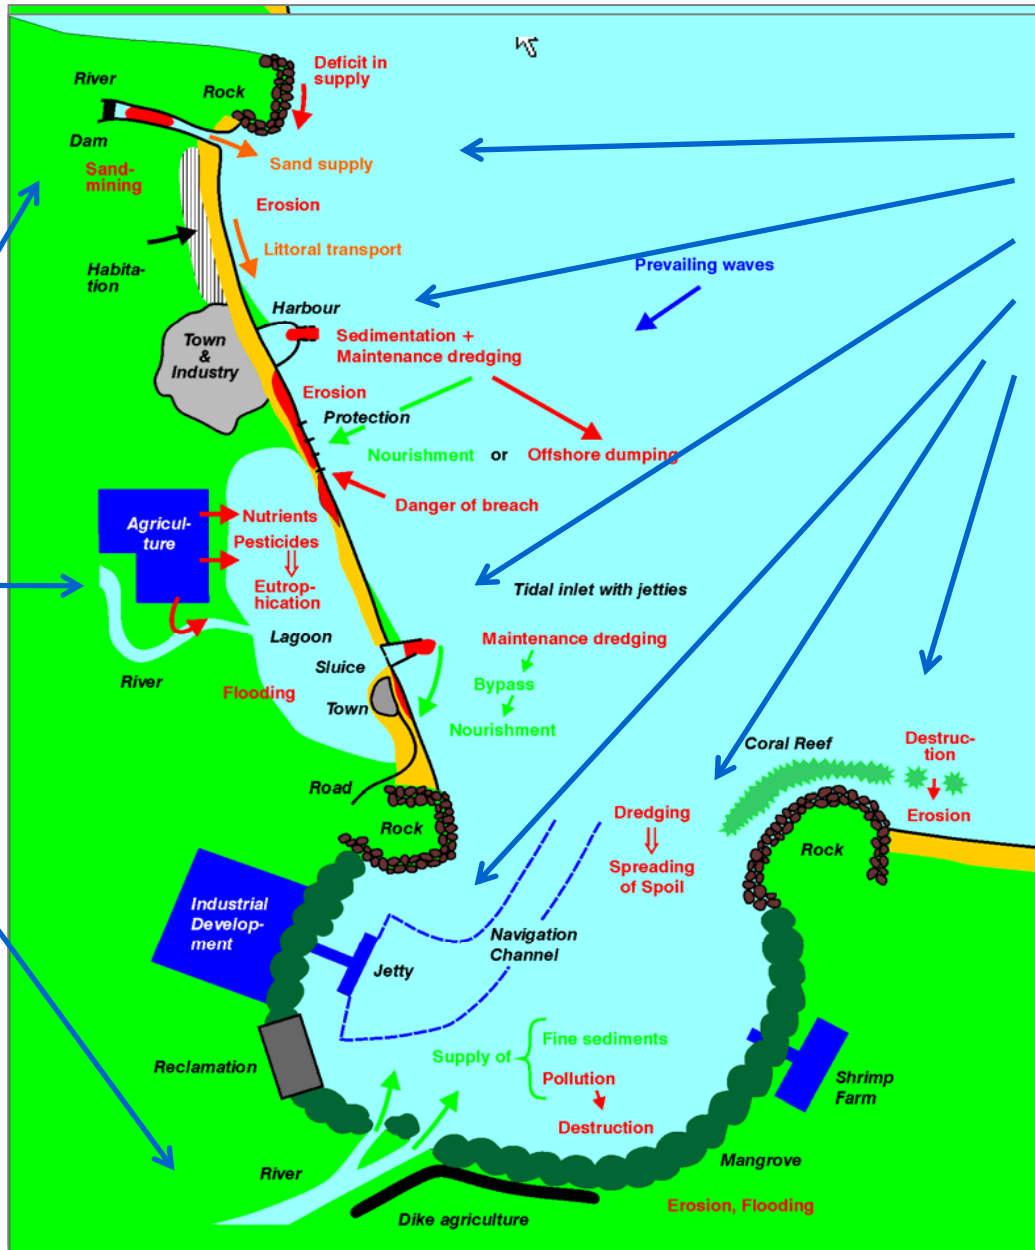 Deficit in
supply
River
Rock
Dam
Sand supply
Sand-
mining
Erosion
Littoral transport
Prevailing waves
Habita-
tion
Harbour
Town
&
Industry
Sedimentation +
Maintenance dredging
Erosion
Protection
Nourishment or Offshore dumping
Danger of breach
Agricul-
ture
Nutrients
Pesticides
Eutrop-
hication
Tidal inlet with jetties
Lagoon
Maintenance dredging
Sluice
River
Flooding
Bypass
Town
Nourishment
Coral Reef
Destruc-
tion
Road
Erosion
Dredging
Rock
Rock
Spreading
of Spoil
Industrial
Develop-
ment
Navigation
Channel
Jetty
Fine sediments
Supply of
Reclamation
Pollution
Shrimp
Farm
Destruction
Mangrove
River
Erosion, Flooding
Dike agriculture